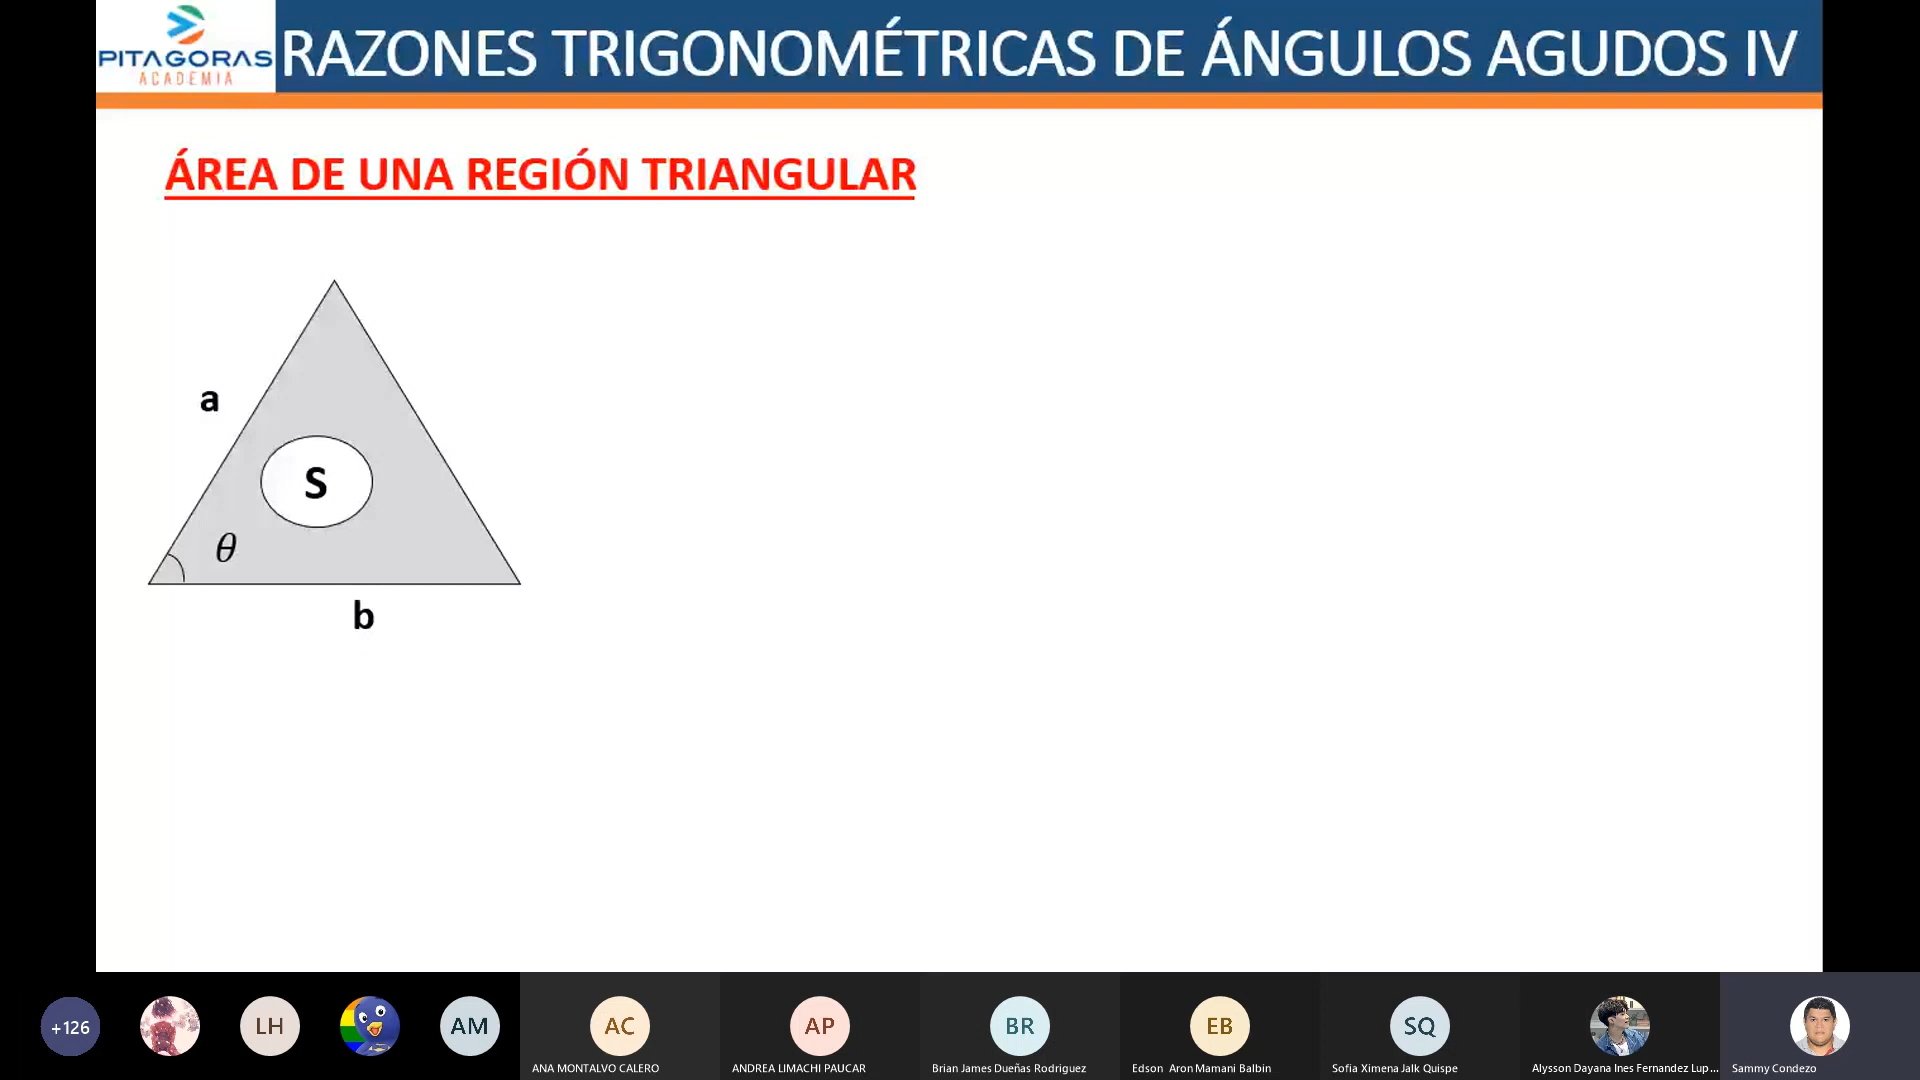 PITAGORAS
ACADEMIA
RAZONES TRIGONOMÉTRICAS DE ÁNGULOS AGUDOS IV
ÁREA DE UNA REGIÓN TRIANGULAR
a
S
θ
b
+126
LH
AM
AC
AP
BR
EB
SQ
ANA MONTALVO CALERO
ANDREA LIMACHI PAUCAR
Brian James Dueñas Rodriguez
Edson Aron Mamani Balbin
Sofia Ximena Jalk Quispe
Alysson Dayana Ines Fernandez Lup...
Sammy Condezo